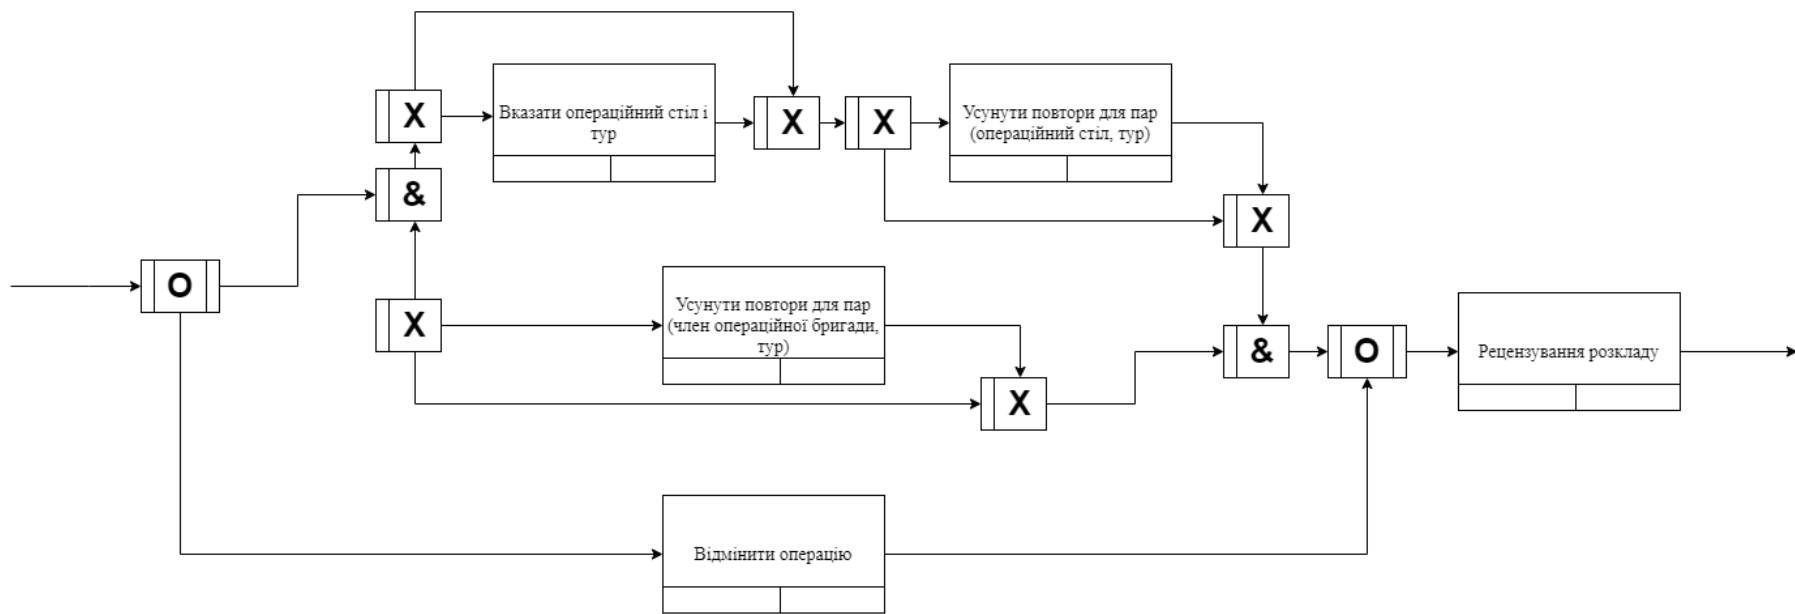 X
Вказати операційний стіл і
тур
X
X
Усунути повтори для пар
(операційний стіл, тур)
&
X
O
X
Усунути повтори для пар
(член операційної бригади,
тур)
X
&
O
Рецензування розкладу
Відмінити операцію